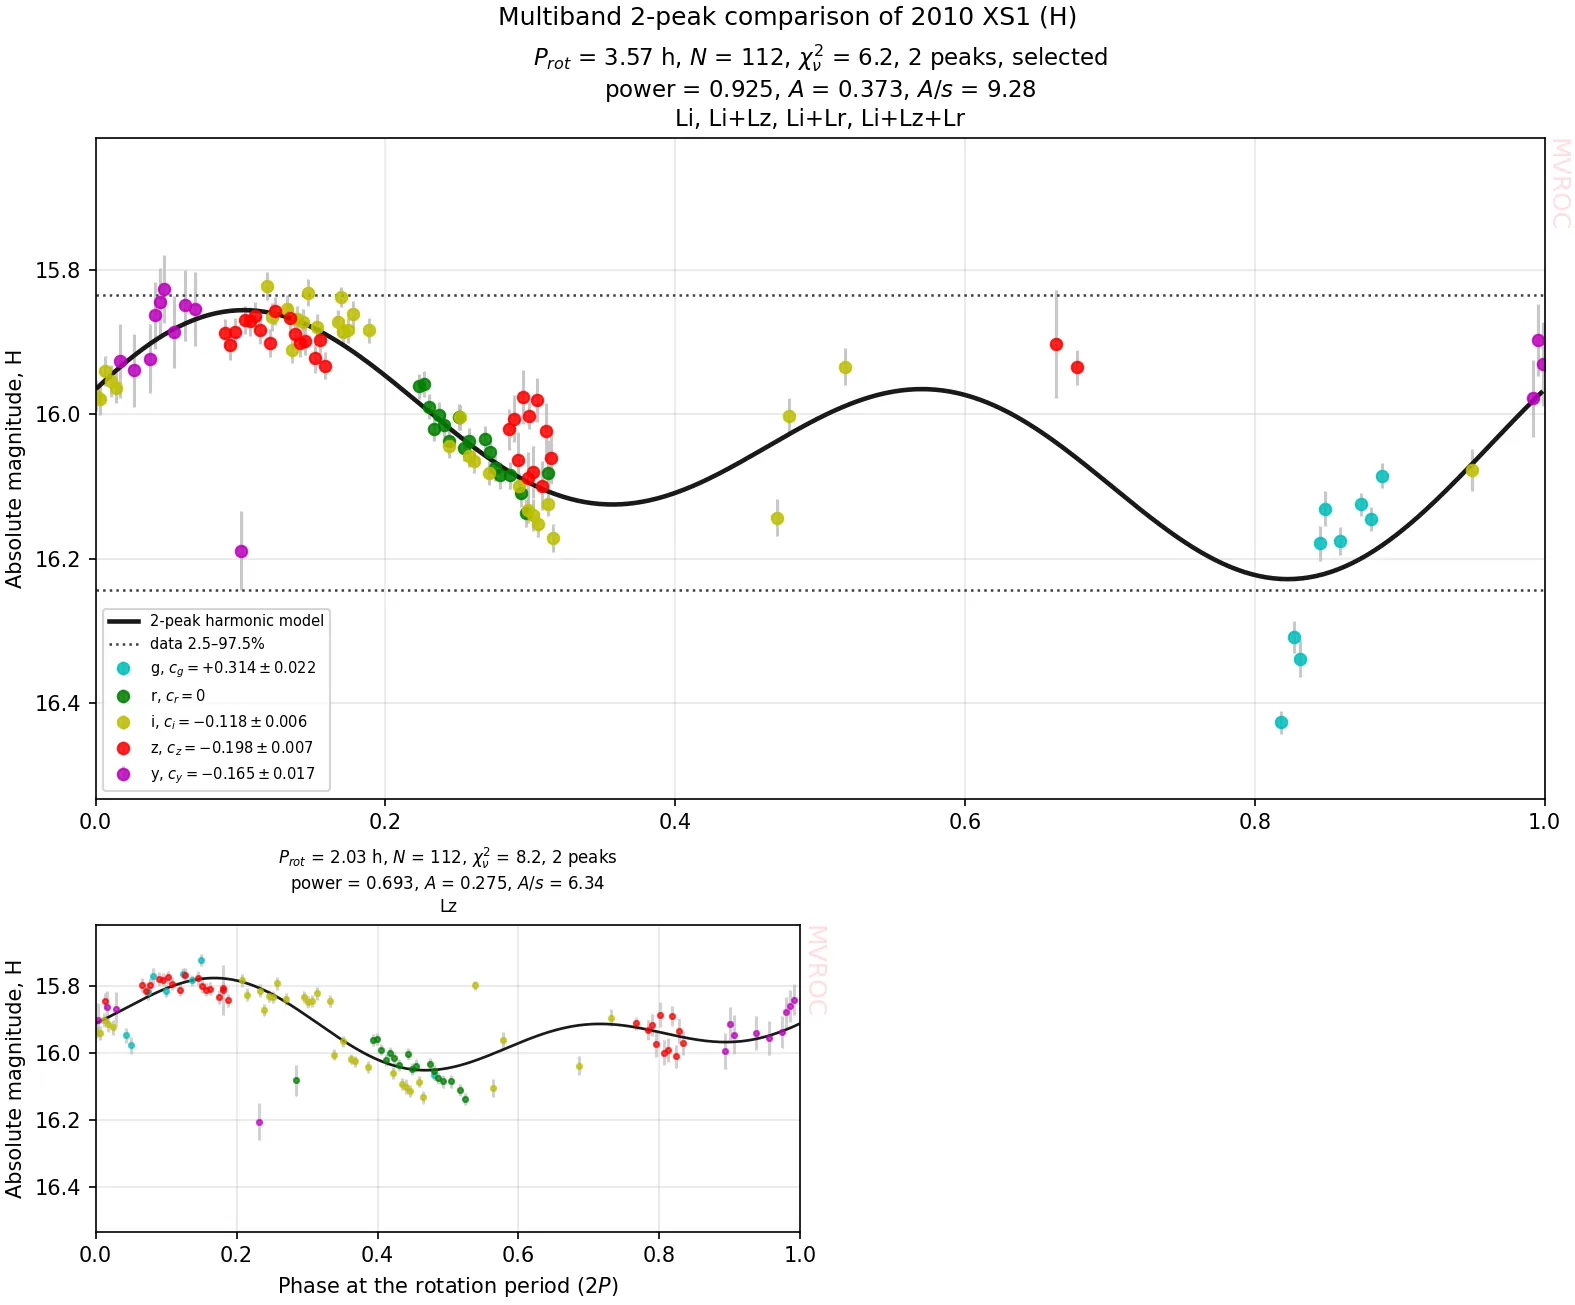 Multiband 2-peak comparison of 2010 XS1 (H)
P_rot = 3.57 h, N = 112, χ²_ν = 6.2, 2 peaks, selected
power = 0.925, A = 0.373, A/s = 9.28
Li, Li+Lz, Li+Lr, Li+Lz+Lr
MVROC
Absolute magnitude, H
15.8
16.0
16.2
16.4
2-peak harmonic model
data 2.5–97.5%
g, c_g = +0.314 ± 0.022
r, c_r = 0
i, c_i = −0.118 ± 0.006
z, c_z = −0.198 ± 0.007
y, c_y = −0.165 ± 0.017
0.0 0.2 0.4 0.6 0.8 1.0
P_rot = 2.03 h, N = 112, χ²_ν = 8.2, 2 peaks
power = 0.693, A = 0.275, A/s = 6.34
Lz
MVROC
Absolute magnitude, H
15.8
16.0
16.2
16.4
0.0 0.2 0.4 0.6 0.8 1.0
Phase at the rotation period (2P)